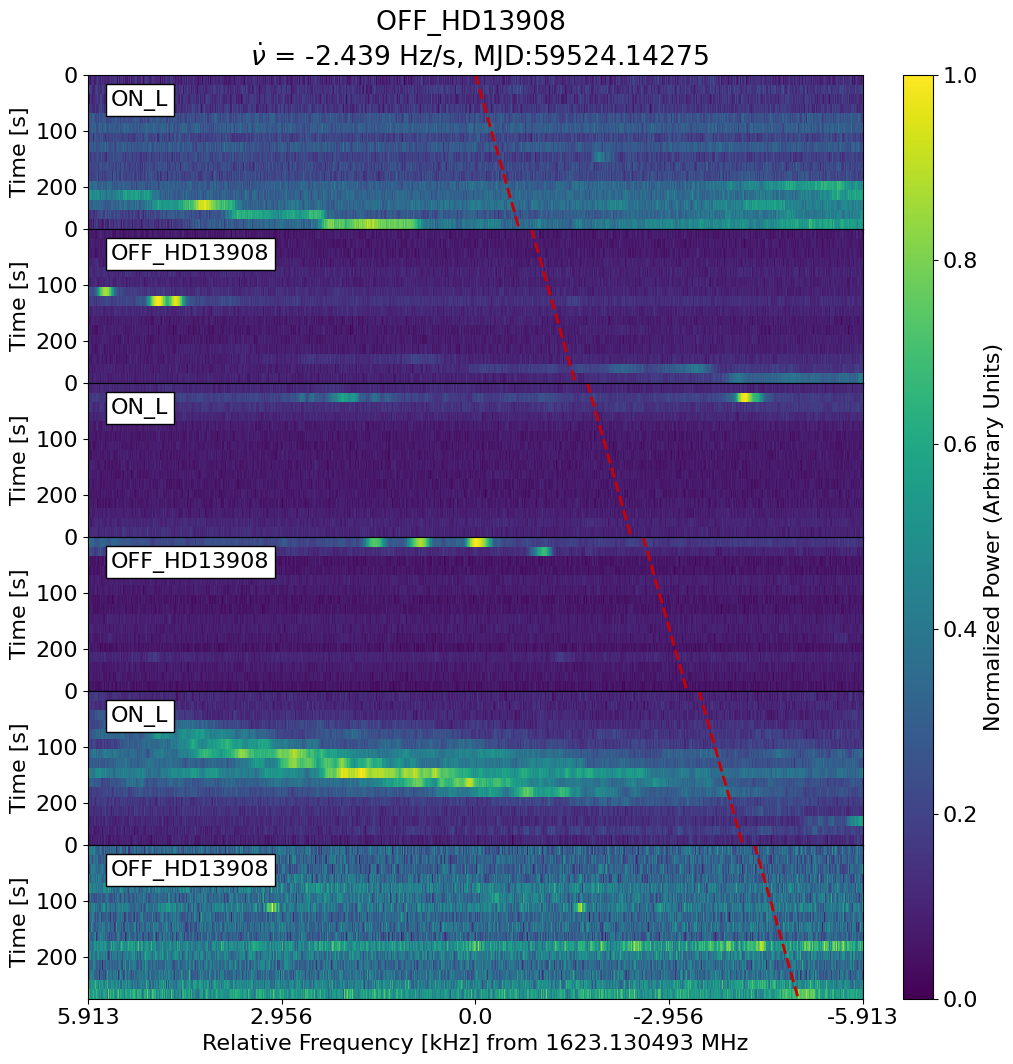 OFF_HD13908
ν̇ = -2.439 Hz/s, MJD:59524.14275
ON_L
OFF_HD13908
ON_L
OFF_HD13908
ON_L
OFF_HD13908
Time [s]
Time [s]
Time [s]
Time [s]
Time [s]
Time [s]
0
100
200
0
100
200
0
100
200
0
100
200
0
100
200
0
100
200
5.913 2.956 0.0 -2.956 -5.913
Relative Frequency [kHz] from 1623.130493 MHz
1.0
0.8
0.6
0.4
0.2
0.0
Normalized Power (Arbitrary Units)